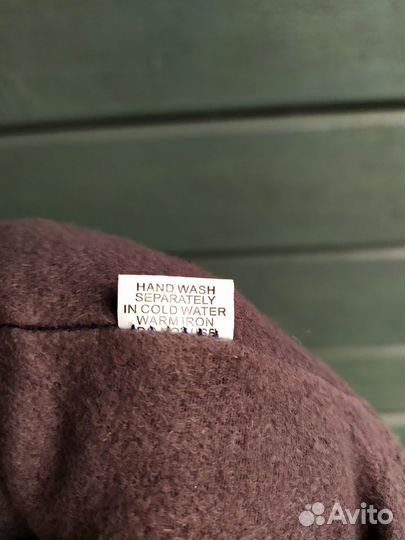 HAND WASH
SEPARATELY
IN COLD WATER
WARM IRON
Avito